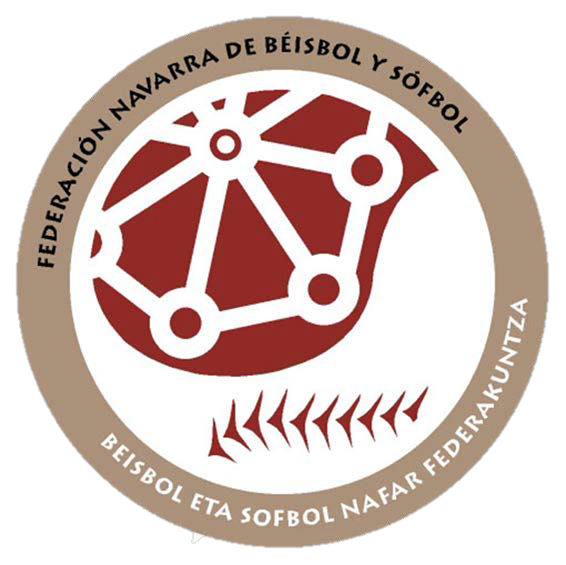 FEDERACIÓN NAVARRA DE BÉISBOL Y SÓFBOL
BEISBOL ETA SOFBOL NAFAR FEDERAKUNTZA